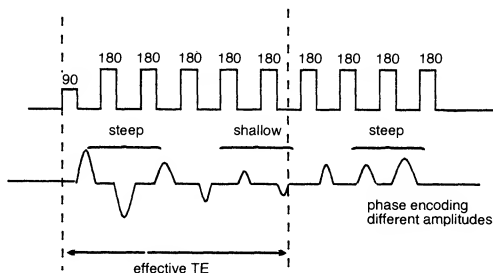 180 180 180 180 180 180 180 180 180
90
steep shallow steep
phase encoding
different amplitudes
effective TE